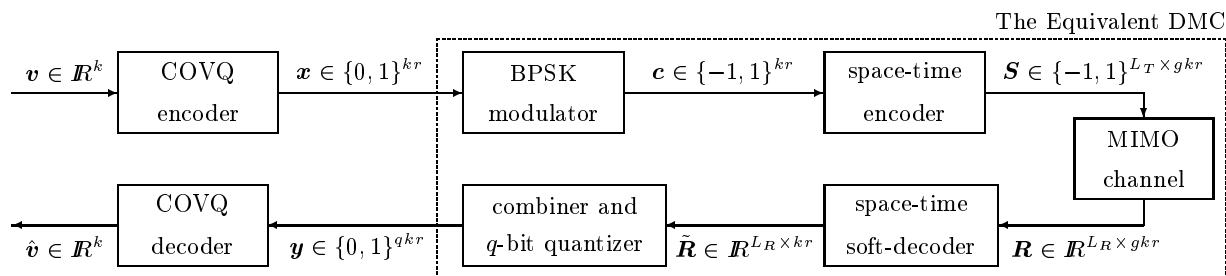 The Equivalent DMC
v ∈ ℝ^k
COVQ
encoder
x ∈ {0, 1}^{kr}
BPSK
modulator
c ∈ {−1, 1}^{kr}
space-time
encoder
S ∈ {−1, 1}^{L_T × gkr}
MIMO
channel
R ∈ ℝ^{L_R × gkr}
space-time
soft-decoder
R̃ ∈ ℝ^{L_R × kr}
combiner and
q-bit quantizer
y ∈ {0, 1}^{qkr}
COVQ
decoder
v̂ ∈ ℝ^k